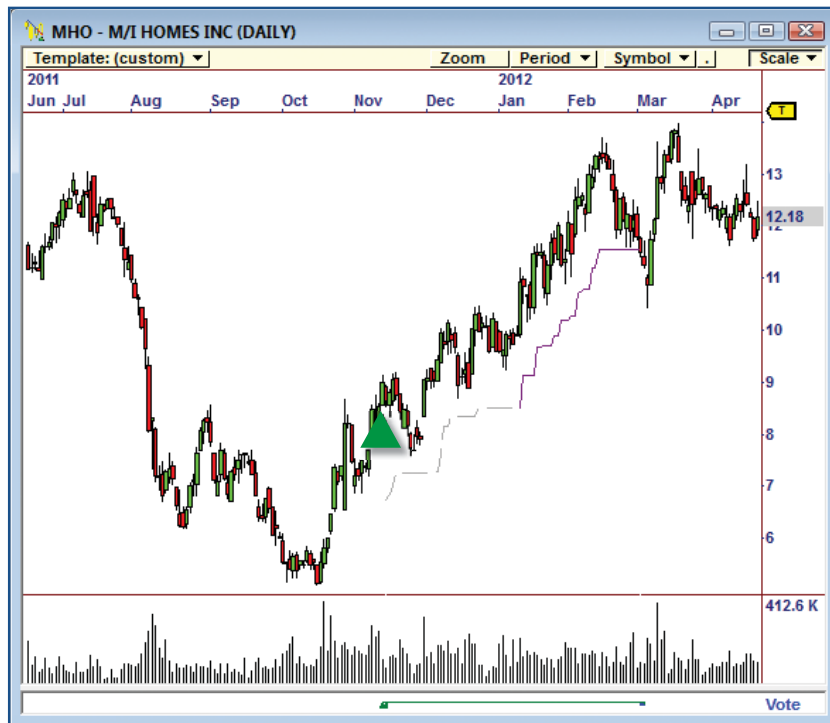 MHO - M/I HOMES INC (DAILY)
Template: (custom) Zoom Period Symbol . Scale
2011 2012
Jun Jul Aug Sep Oct Nov Dec Jan Feb Mar Apr
T
13
12.18
12
11
10
9
8
7
6
412.6 K
Vote